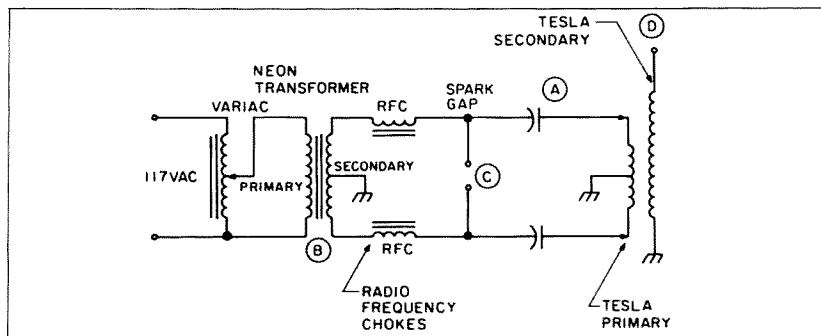 TESLA
SECONDARY
D
NEON
TRANSFORMER
VARIAC
RFC
SPARK
GAP
A
117VAC
PRIMARY
SECONDARY
C
B
RFC
RADIO
FREQUENCY
CHOKES
TESLA
PRIMARY